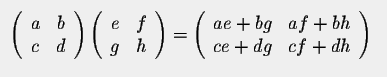 ( a b ) ( e f ) = ( ae + bg af + bh )
( c d ) ( g h ) ( ce + dg cf + dh )